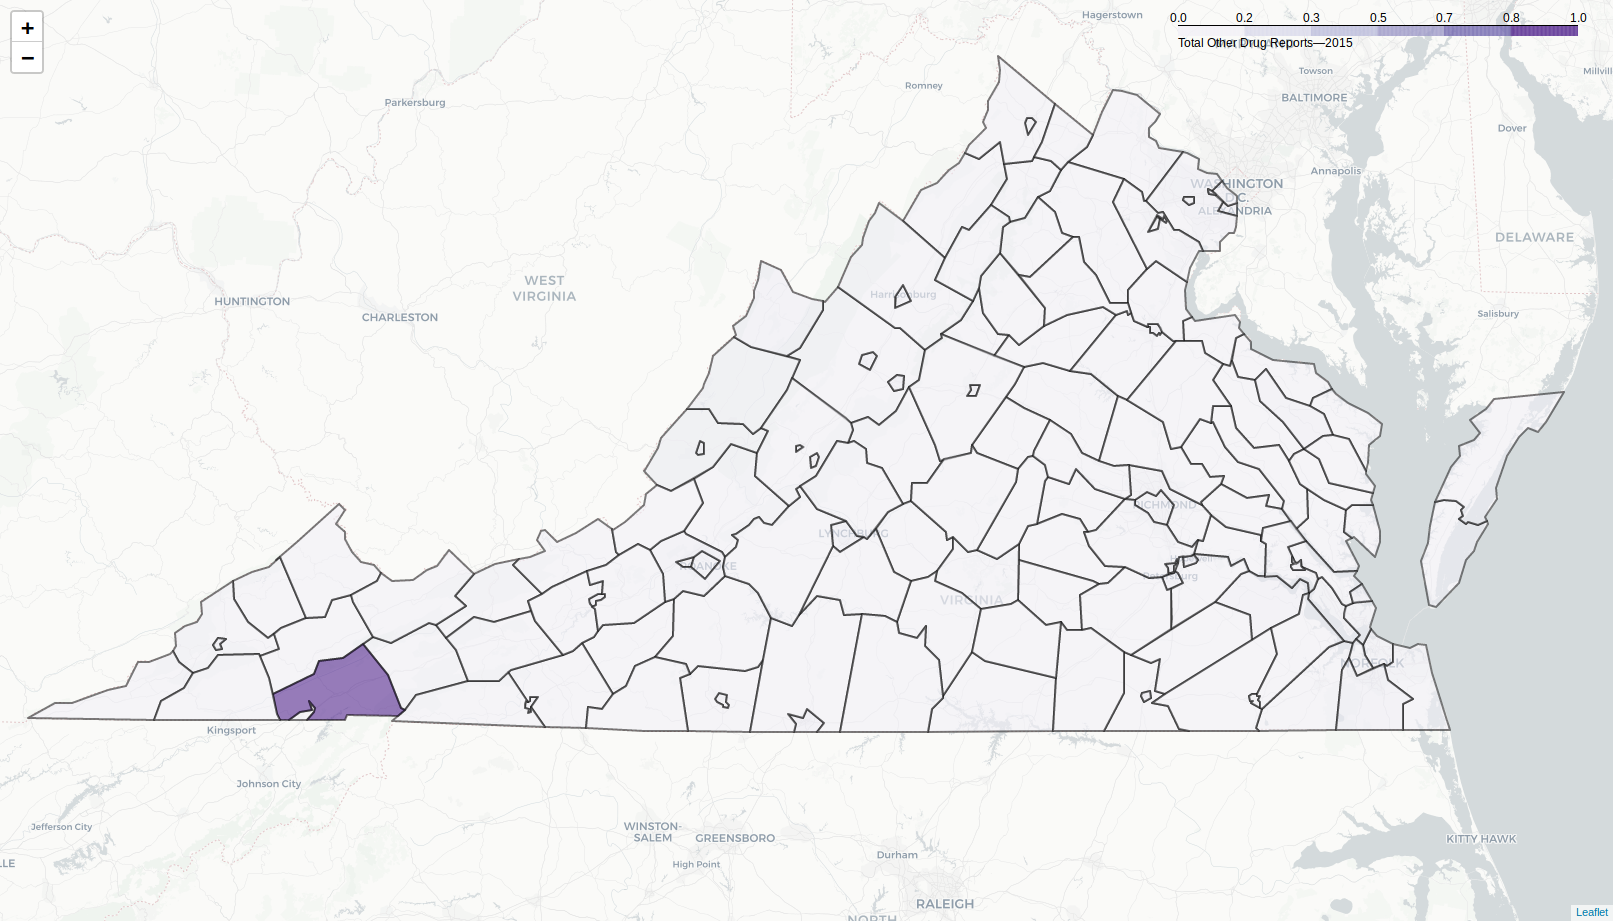 +
−
0.0 0.2 0.3 0.5 0.7 0.8 1.0
Total Other Drug Reports—2015
Hagerstown
Romney
Parkersburg
Towson
Millvill
BALTIMORE
Dover
Annapolis
WASHINGTON
D.C.
ALEXANDRIA
DELAWARE
WEST
VIRGINIA
HUNTINGTON
CHARLESTON
Harrisonburg
Salisbury
RICHMOND
LYNCHBURG
ROANOKE
Petersburg
VIRGINIA
NORFOLK
Kingsport
Johnson City
Jefferson City
LLE
WINSTON-
SALEM
GREENSBORO
High Point
Durham
KITTY HAWK
RALEIGH
NORTH
Leaflet